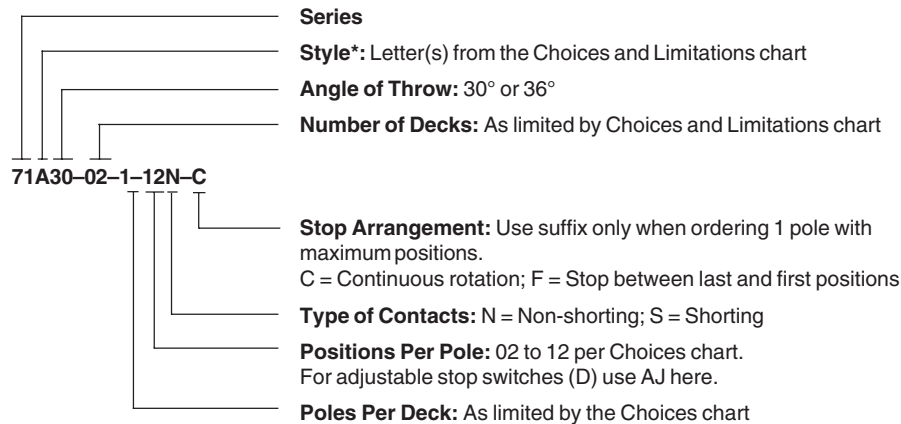 Series
Style*: Letter(s) from the Choices and Limitations chart
Angle of Throw: 30° or 36°
Number of Decks: As limited by Choices and Limitations chart
71A30–02–1–12N–C
Stop Arrangement: Use suffix only when ordering 1 pole with
maximum positions.
C = Continuous rotation; F = Stop between last and first positions
Type of Contacts: N = Non-shorting; S = Shorting
Positions Per Pole: 02 to 12 per Choices chart.
For adjustable stop switches (D) use AJ here.
Poles Per Deck: As limited by the Choices chart